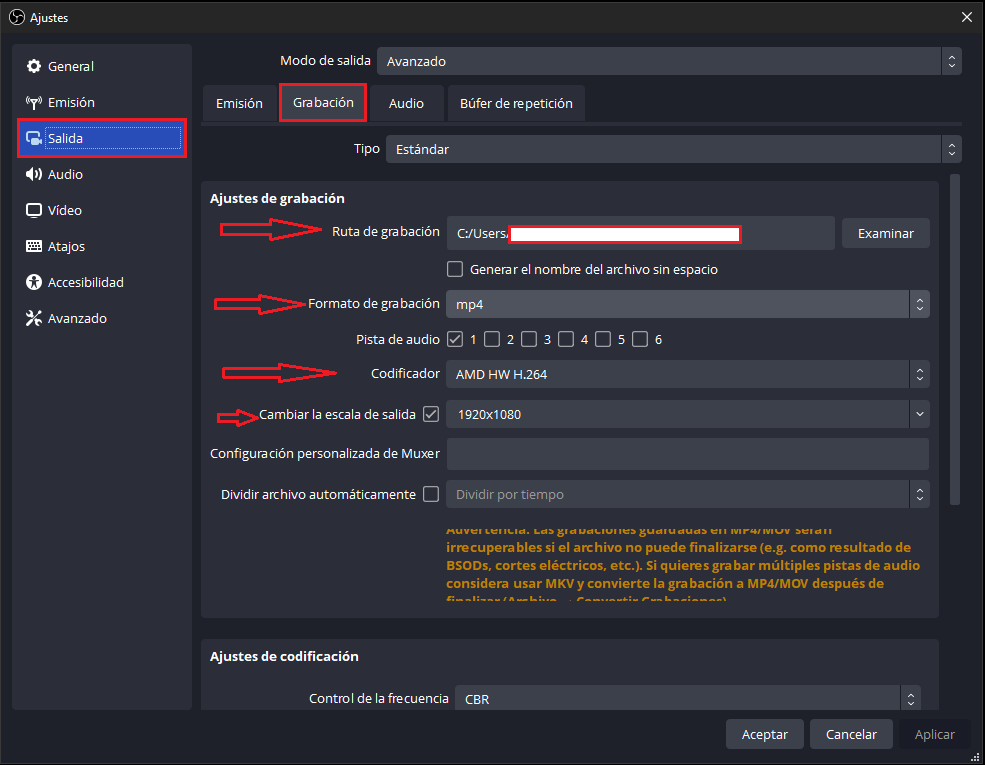 Ajustes
General
Emisión
Salida
Audio
Vídeo
Atajos
Accesibilidad
Avanzado
Modo de salida Avanzado
Emisión Grabación Audio Búfer de repetición
Tipo Estándar
Ajustes de grabación
Ruta de grabación C:/Users/ Examinar
Generar el nombre del archivo sin espacio
Formato de grabación mp4
Pista de audio 1 2 3 4 5 6
Codificador AMD HW H.264
Cambiar la escala de salida 1920x1080
Configuración personalizada de Muxer
Dividir archivo automáticamente Dividir por tiempo
Advertencia: Las grabaciones guardadas en MP4/MOV serán
irrecuperables si el archivo no puede finalizarse (e.g. como resultado de
BSODs, cortes eléctricos, etc.). Si quieres grabar múltiples pistas de audio
considera usar MKV y convierte la grabación a MP4/MOV después de
finalizar (Archivo → Convertir Grabaciones)
Ajustes de codificación
Control de la frecuencia CBR
Aceptar Cancelar Aplicar